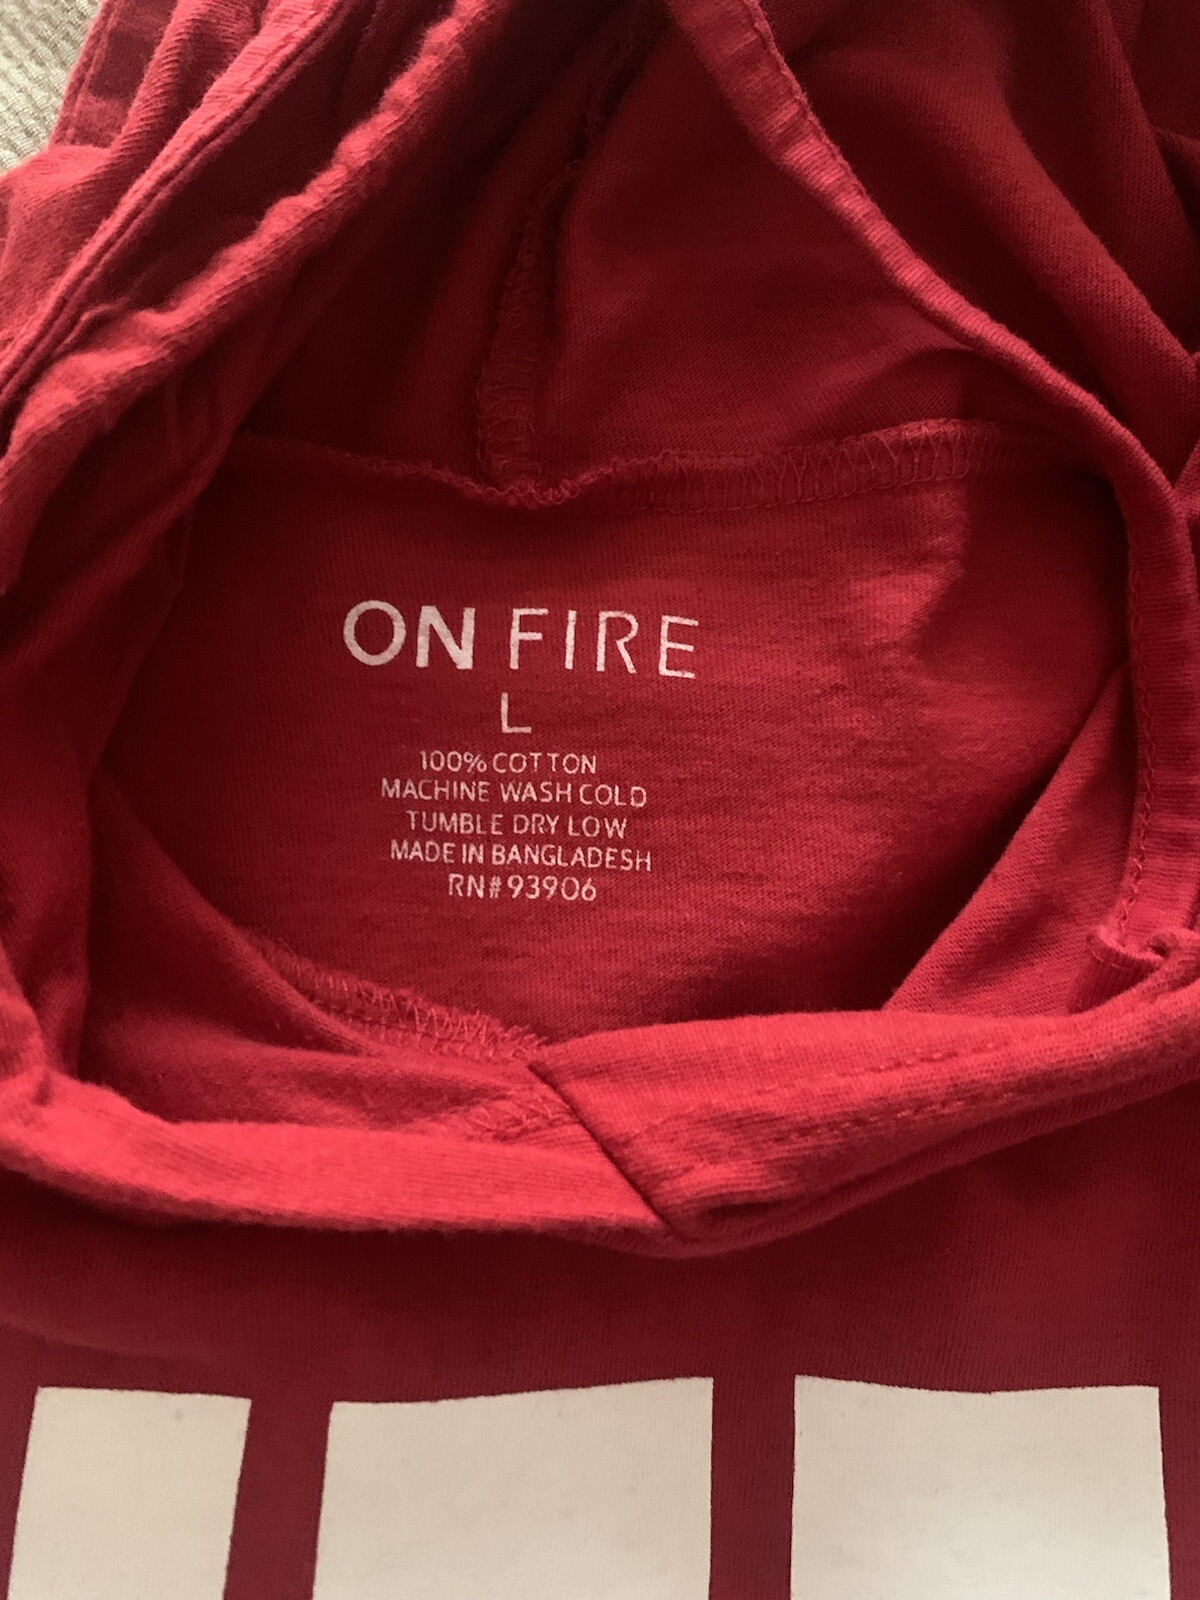 ON FIRE
L
100% COTTON
MACHINE WASH COLD
TUMBLE DRY LOW
MADE IN BANGLADESH
RN# 93906